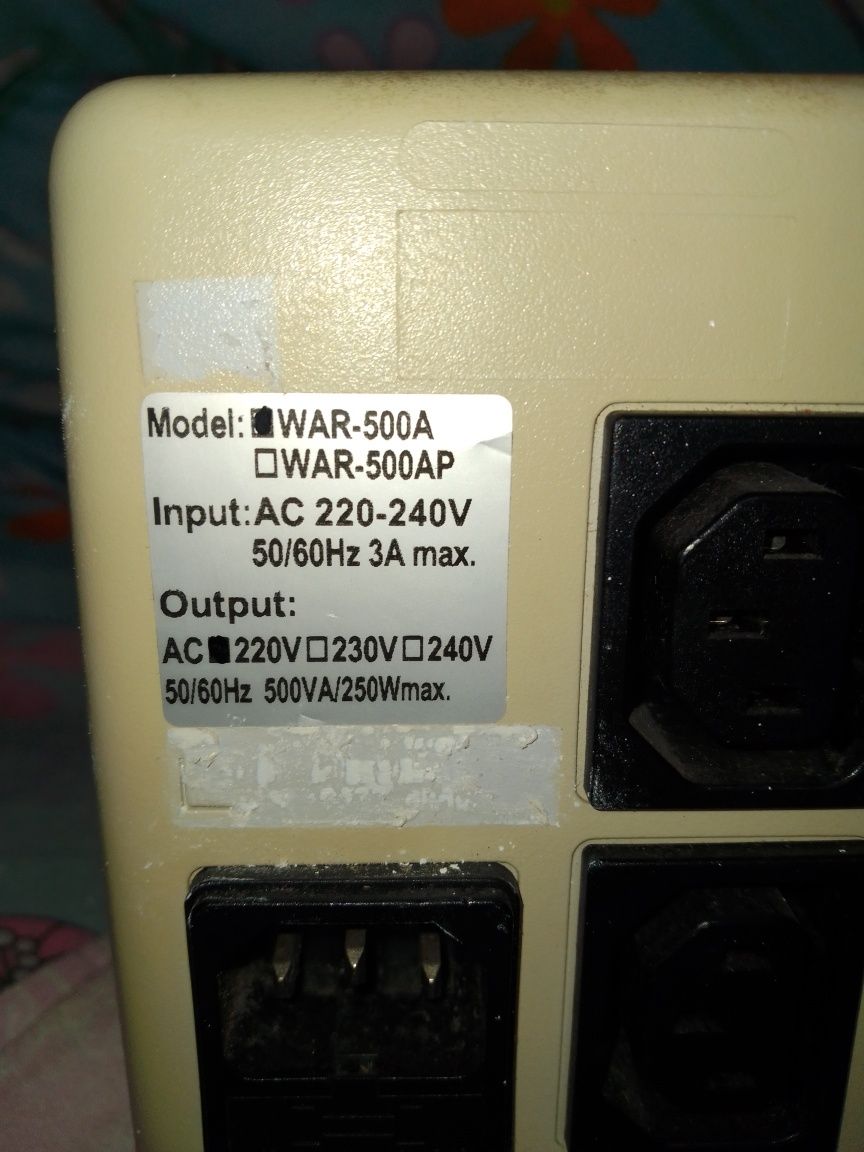 Model: ■WAR-500A
□WAR-500AP
Input: AC 220-240V
50/60Hz 3A max.
Output:
AC■220V□230V□240V
50/60Hz 500VA/250Wmax.